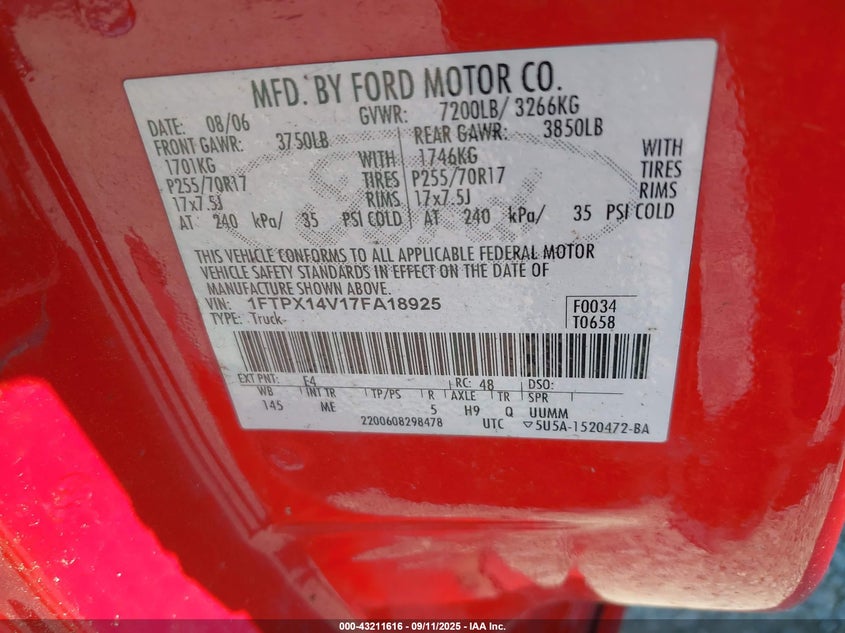 MFD. BY FORD MOTOR CO.
DATE: 08/06 GVWR: 7200LB/ 3266KG
FRONT GAWR: 3750LB REAR GAWR: 3850LB
1701KG WITH 1746KG WITH
P255/70R17 TIRES P255/70R17 TIRES
17x7.5J RIMS 17x7.5J RIMS
AT 240 kPa/ 35 PSI COLD AT 240 kPa/ 35 PSI COLD
THIS VEHICLE CONFORMS TO ALL APPLICABLE FEDERAL MOTOR
VEHICLE SAFETY STANDARDS IN EFFECT ON THE DATE OF
MANUFACTURE SHOWN ABOVE.
VIN: 1FTPX14V17FA18925 F0034
TYPE: Truck T0658
EXT PNT: E4 RC: 48 DSO:
WB INT TR TP/PS R AXLE TR SPR
145 ME 5 H9 Q UUMM
2200608298478 UTC ▽5U5A-1520472-BA
000-43211616 - 09/11/2025 - IAA Inc.